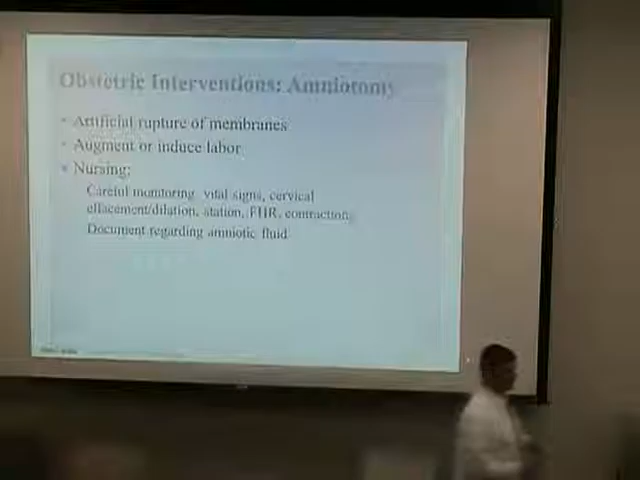 Obstetric Interventions: Amniotomy
• Artificial rupture of membranes
• Augment or induce labor
• Nursing:
Careful monitoring vital signs, cervical
effacement/dilation, station, FHR, contractions
Document regarding amniotic fluid